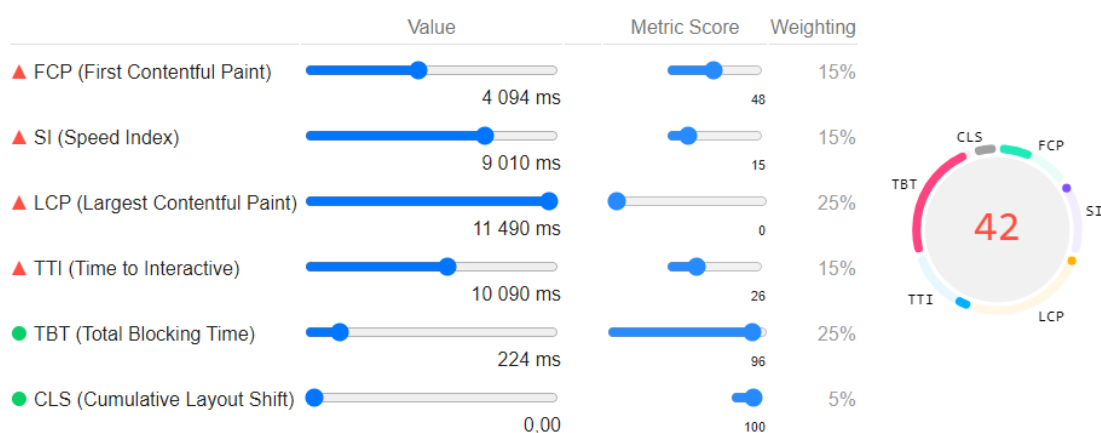 Value Metric Score Weighting
FCP (First Contentful Paint) 15%
4 094 ms 48
SI (Speed Index) 15%
9 010 ms 15
LCP (Largest Contentful Paint) 25%
11 490 ms 0
TTI (Time to Interactive) 15%
10 090 ms 26
TBT (Total Blocking Time) 25%
224 ms 96
CLS (Cumulative Layout Shift) 5%
0,00 100
CLS FCP
TBT
SI
42
TTI
LCP